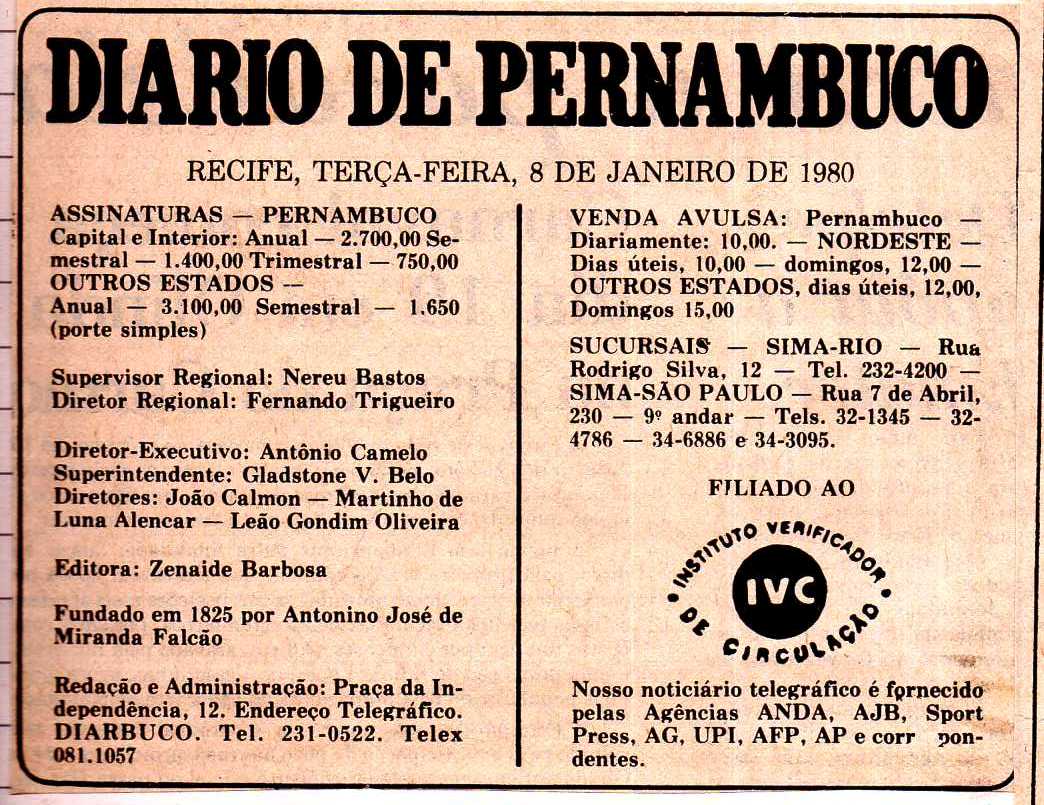 DIARIO DE PERNAMBUCO
RECIFE, TERÇA-FEIRA, 8 DE JANEIRO DE 1980
ASSINATURAS — PERNAMBUCO
Capital e Interior: Anual — 2.700,00 Se-
mestral — 1.400,00 Trimestral — 750,00
OUTROS ESTADOS —
Anual — 3.100,00 Semestral — 1.650
(porte simples)
Supervisor Regional: Nereu Bastos
Diretor Regional: Fernando Trigueiro
Diretor-Executivo: Antônio Camelo
Superintendente: Gladstone V. Belo
Diretores: João Calmon — Martinho de
Luna Alencar — Leão Gondim Oliveira
Editora: Zenaide Barbosa
Fundado em 1825 por Antonino José de
Miranda Falcão
Redação e Administração: Praça da In-
dependência, 12. Endereço Telegráfico.
DIARBUCO. Tel. 231-0522. Telex
081.1057
VENDA AVULSA: Pernambuco —
Diariamente: 10,00. — NORDESTE —
Dias úteis, 10,00 — domingos, 12,00 —
OUTROS ESTADOS, dias úteis, 12,00,
Domingos 15,00
SUCURSAIS — SIMA-RIO — Rua
Rodrigo Silva, 12 — Tel. 232-4200 —
SIMA-SÃO PAULO — Rua 7 de Abril,
230 — 9º andar — Tels. 32-1345 — 32-
4786 — 34-6886 e 34-3095.
FILIADO AO
INSTITUTO VERIFICADOR
IVC
DE CIRCULAÇÃO
Nosso noticiário telegráfico é fornecido
pelas Agências ANDA, AJB, Sport
Press, AG, UPI, AFP, AP e corr pon-
dentes.